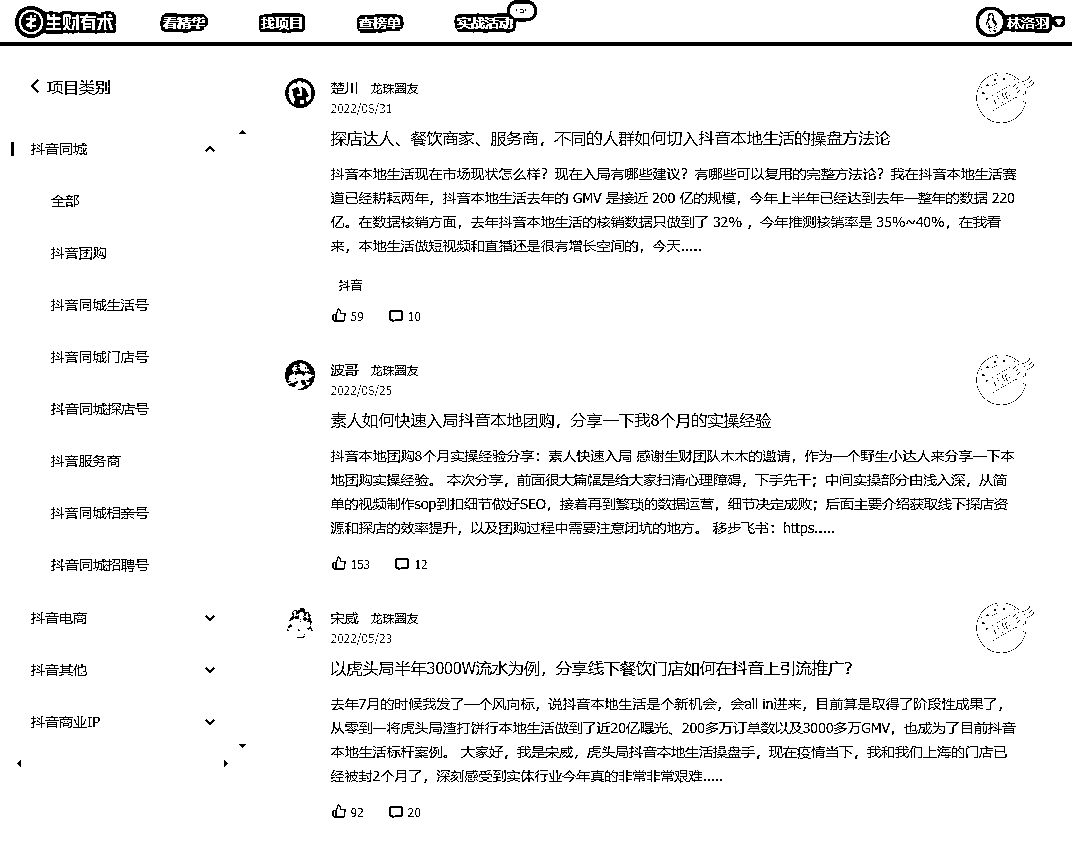 生财有术
看精华
找项目
查榜单
实战活动
林洛羽
项目类别
抖音同城
全部
抖音团购
抖音同城生活号
抖音同城门店号
抖音同城探店号
抖音服务商
抖音同城相亲号
抖音同城招聘号
抖音电商
抖音其他
抖音商业IP
楚川 龙珠圈友
探店达人、餐饮商家、服务商，不同的人群如何切入抖音本地生活的操盘方法论
抖音本地生活现在市场现状怎么样？现在入局有哪些建议？有哪些可以复用的完整方法论？我在抖音本地生活赛
道已经耕耘两年，抖音本地生活去年的 GMV 是接近 200 亿的规模，今年上半年已经达到去年一整年的数据 220
亿。在数据核销方面，去年抖音本地生活的核销数据只做到了 32% ，今年推测核销率是 35%~40%，在我看
来，本地生活做短视频和直播还是很有增长空间的，今天.....
抖音
59 10
波哥 龙珠圈友
素人如何快速入局抖音本地团购，分享一下我8个月的实操经验
抖音本地团购8个月实操经验分享：素人快速入局 感谢生财团队木木的邀请，作为一个野生小达人来分享一下本
地团购实操经验。 本次分享，前面很大篇幅是给大家扫清心理障碍，下手先干；中间实操部分由浅入深，从简
单的视频制作sop到扣细节做好SEO，接着再到繁琐的数据运营，细节决定成败；后面主要介绍获取线下探店资
源和探店的效率提升，以及团购过程中需要注意闭坑的地方。 移步飞书：https.....
153 12
宋威 龙珠圈友
2022/05/23
以虎头局半年3000W流水为例，分享线下餐饮门店如何在抖音上引流推广？
去年7月的时候我发了一个风向标，说抖音本地生活是个新机会，会all in进来，目前算是取得了阶段性成果了，
从零到一将虎头局渣打饼行本地生活做到了近20亿曝光、200多万订单数以及3000多万GMV，也成为了目前抖音
本地生活标杆案例。 大家好，我是宋威，虎头局抖音本地生活操盘手，现在疫情当下，我和我们上海的门店已
经被封2个月了，深刻感受到实体行业今年真的非常非常艰难.....
92 20